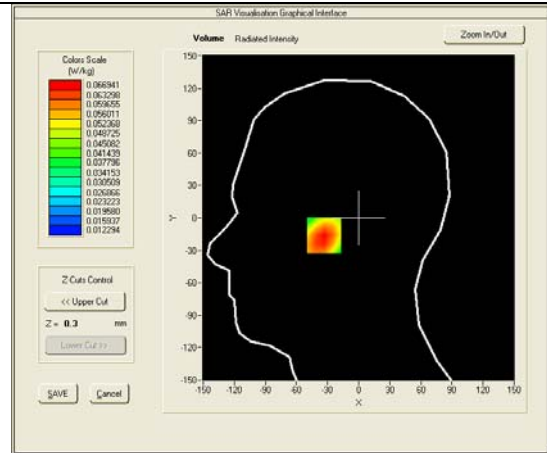 SAR Visualisation Graphical Interface
Volume Radiated Intensity
Zoom In/Out
Colors Scale
(W/kg)
0.066941
0.063298
0.059655
0.056011
0.052368
0.048725
0.045082
0.041439
0.037796
0.034153
0.030509
0.026866
0.023223
0.019580
0.015937
0.012294
Z Cuts Control
<< Upper Cut
Z = 0.3 mm
Lower Cut >>
SAVE Cancel
150
120
90
60
30
0
-30
-60
-90
-120
-150
Y
-150 -120 -90 -60 -30 0 30 60 90 120 150
X